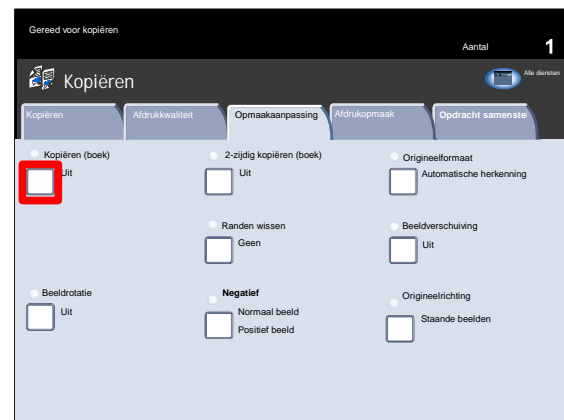 Gereed voor kopiëren
Aantal 1
Kopiëren
Alle diensten
Kopiëren Afdrukkwaliteit Opmaakaanpassing Afdrukopmaak Opdracht samenste
Kopiëren (boek) 2-zijdig kopiëren (boek) Origineelformaat
Uit Uit Automatische herkenning
Randen wissen Beeldverschuiving
Geen Uit
Beeldrotatie Negatief Origineelrichting
Uit Normaal beeld Staande beelden
Positief beeld